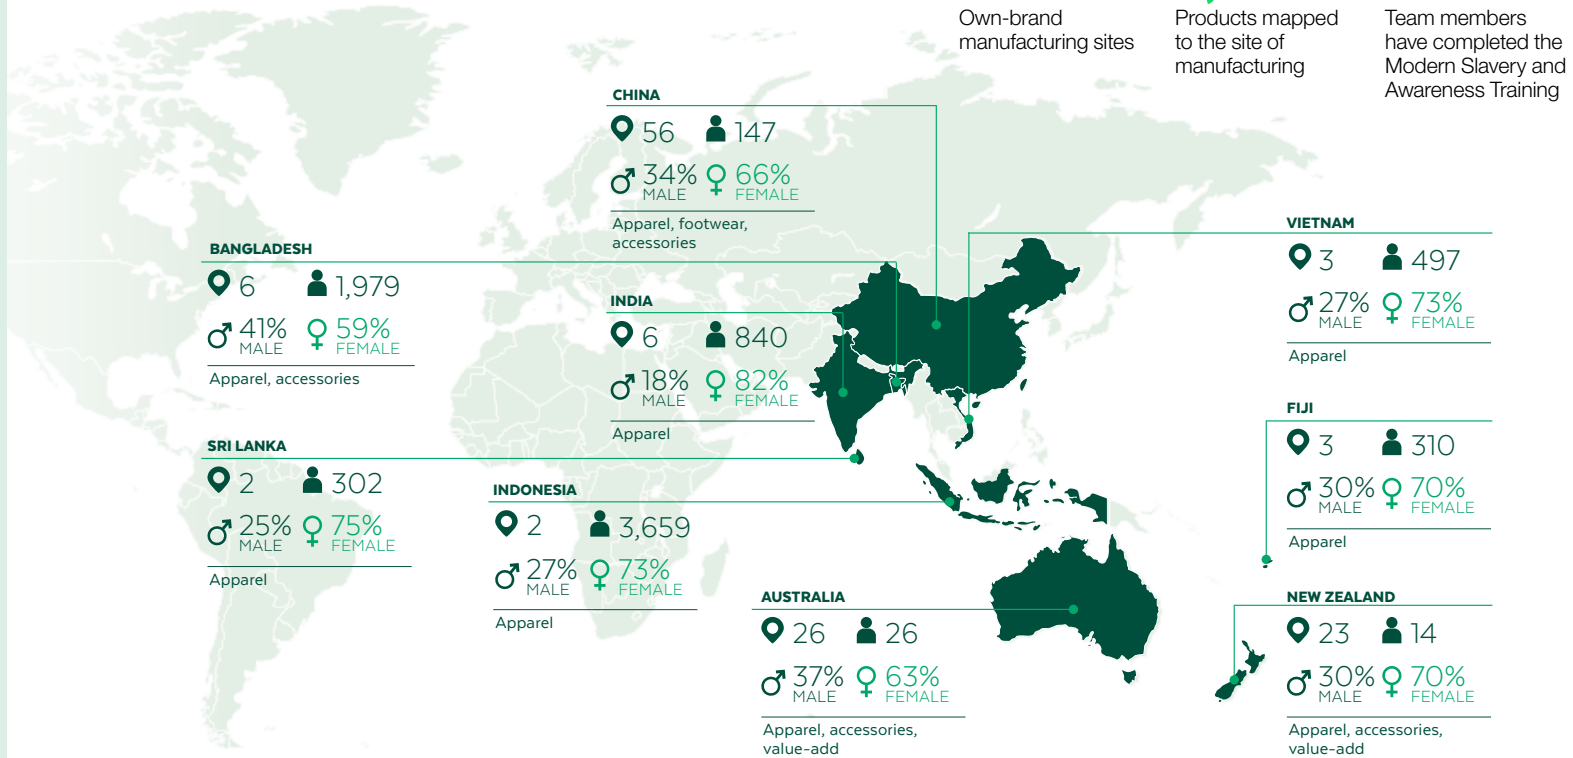 Own-brand
manufacturing sites
Products mapped
to the site of
manufacturing
Team members
have completed the
Modern Slavery and
Awareness Training
CHINA
56 147
34% 66%
MALE FEMALE
Apparel, footwear,
accessories
BANGLADESH
6 1,979
41% 59%
MALE FEMALE
Apparel, accessories
INDIA
6 840
18% 82%
MALE FEMALE
Apparel
VIETNAM
3 497
27% 73%
MALE FEMALE
Apparel
SRI LANKA
2 302
25% 75%
MALE FEMALE
Apparel
INDONESIA
2 3,659
27% 73%
MALE FEMALE
Apparel
FIJI
3 310
30% 70%
MALE FEMALE
Apparel
AUSTRALIA
26 26
37% 63%
MALE FEMALE
Apparel, accessories,
value-add
NEW ZEALAND
23 14
30% 70%
MALE FEMALE
Apparel, accessories,
value-add